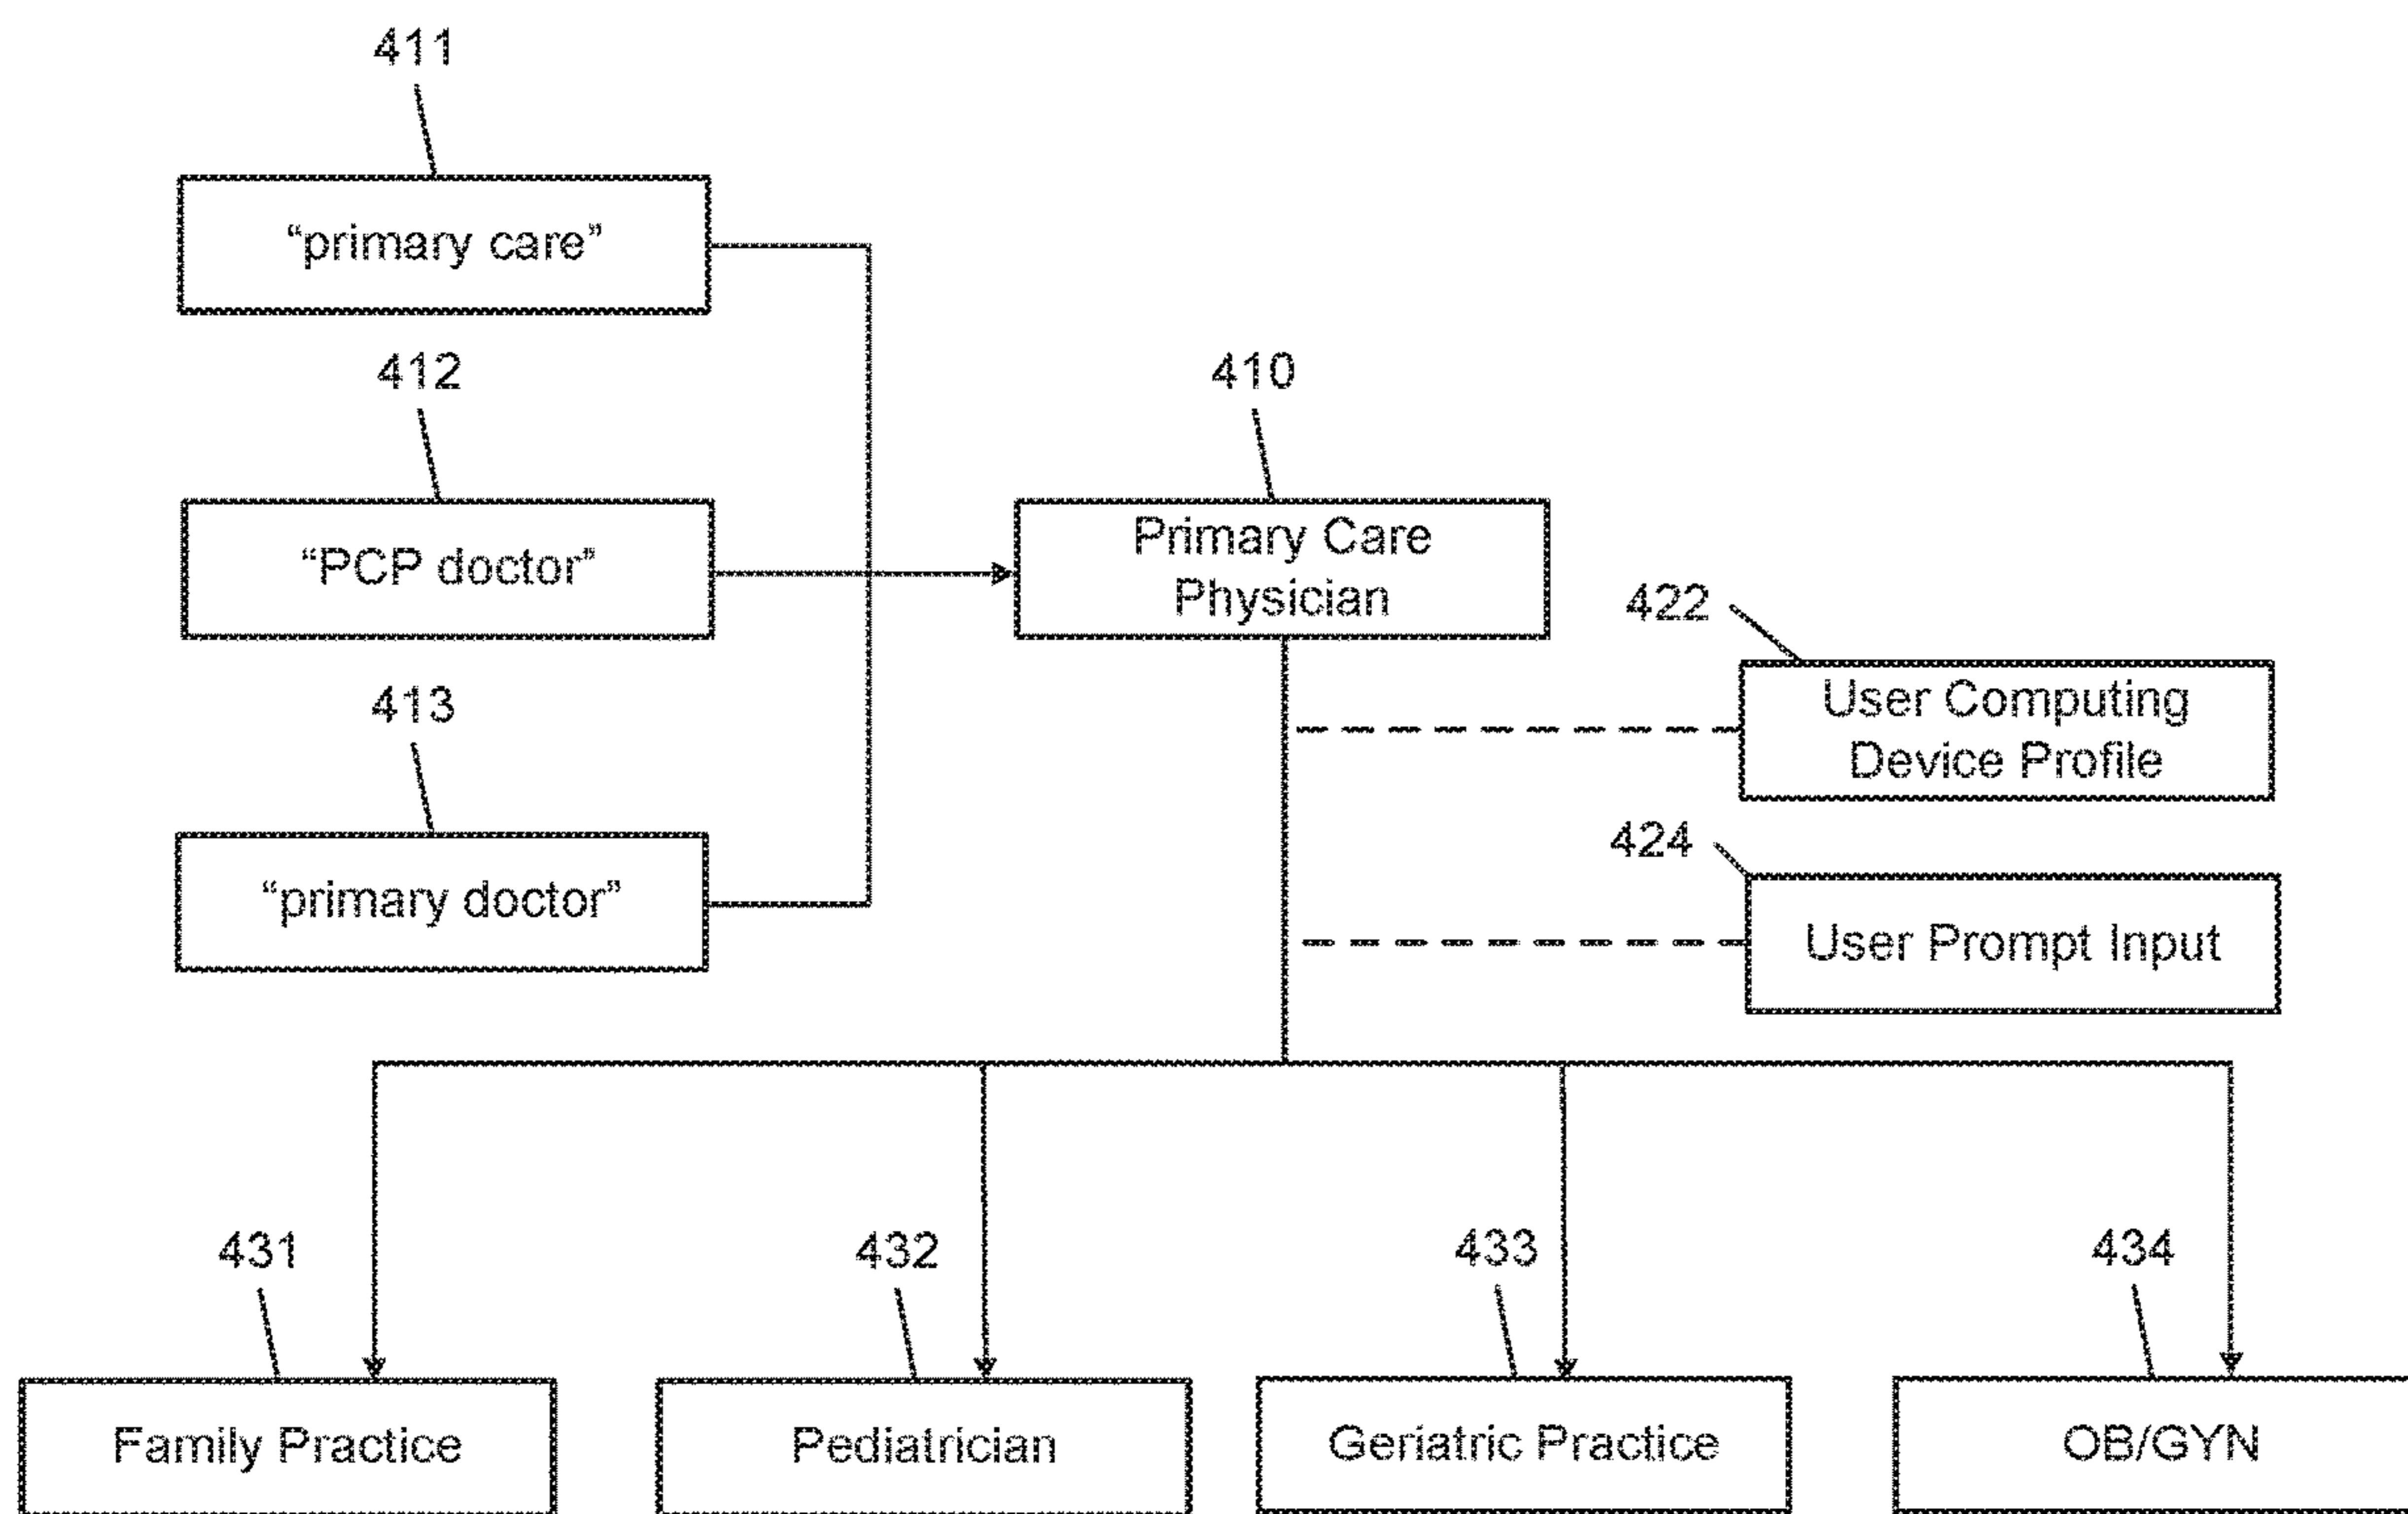 411
“primary care”
412
410
“PCP doctor”
Primary Care
Physician
422
User Computing
Device Profile
413
“primary doctor”
424
User Prompt Input
431
432
433
434
Family Practice
Pediatrician
Geriatric Practice
OB/GYN